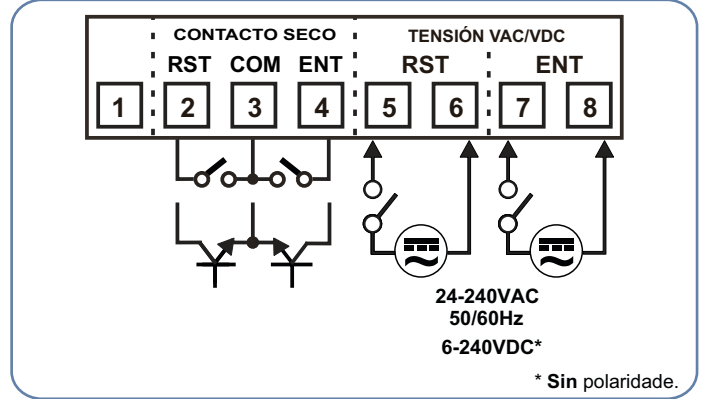 CONTACTO SECO TENSIÓN VAC/VDC
RST COM ENT RST ENT
1 2 3 4 5 6 7 8
24-240VAC
50/60Hz
6-240VDC*
* Sin polaridade.